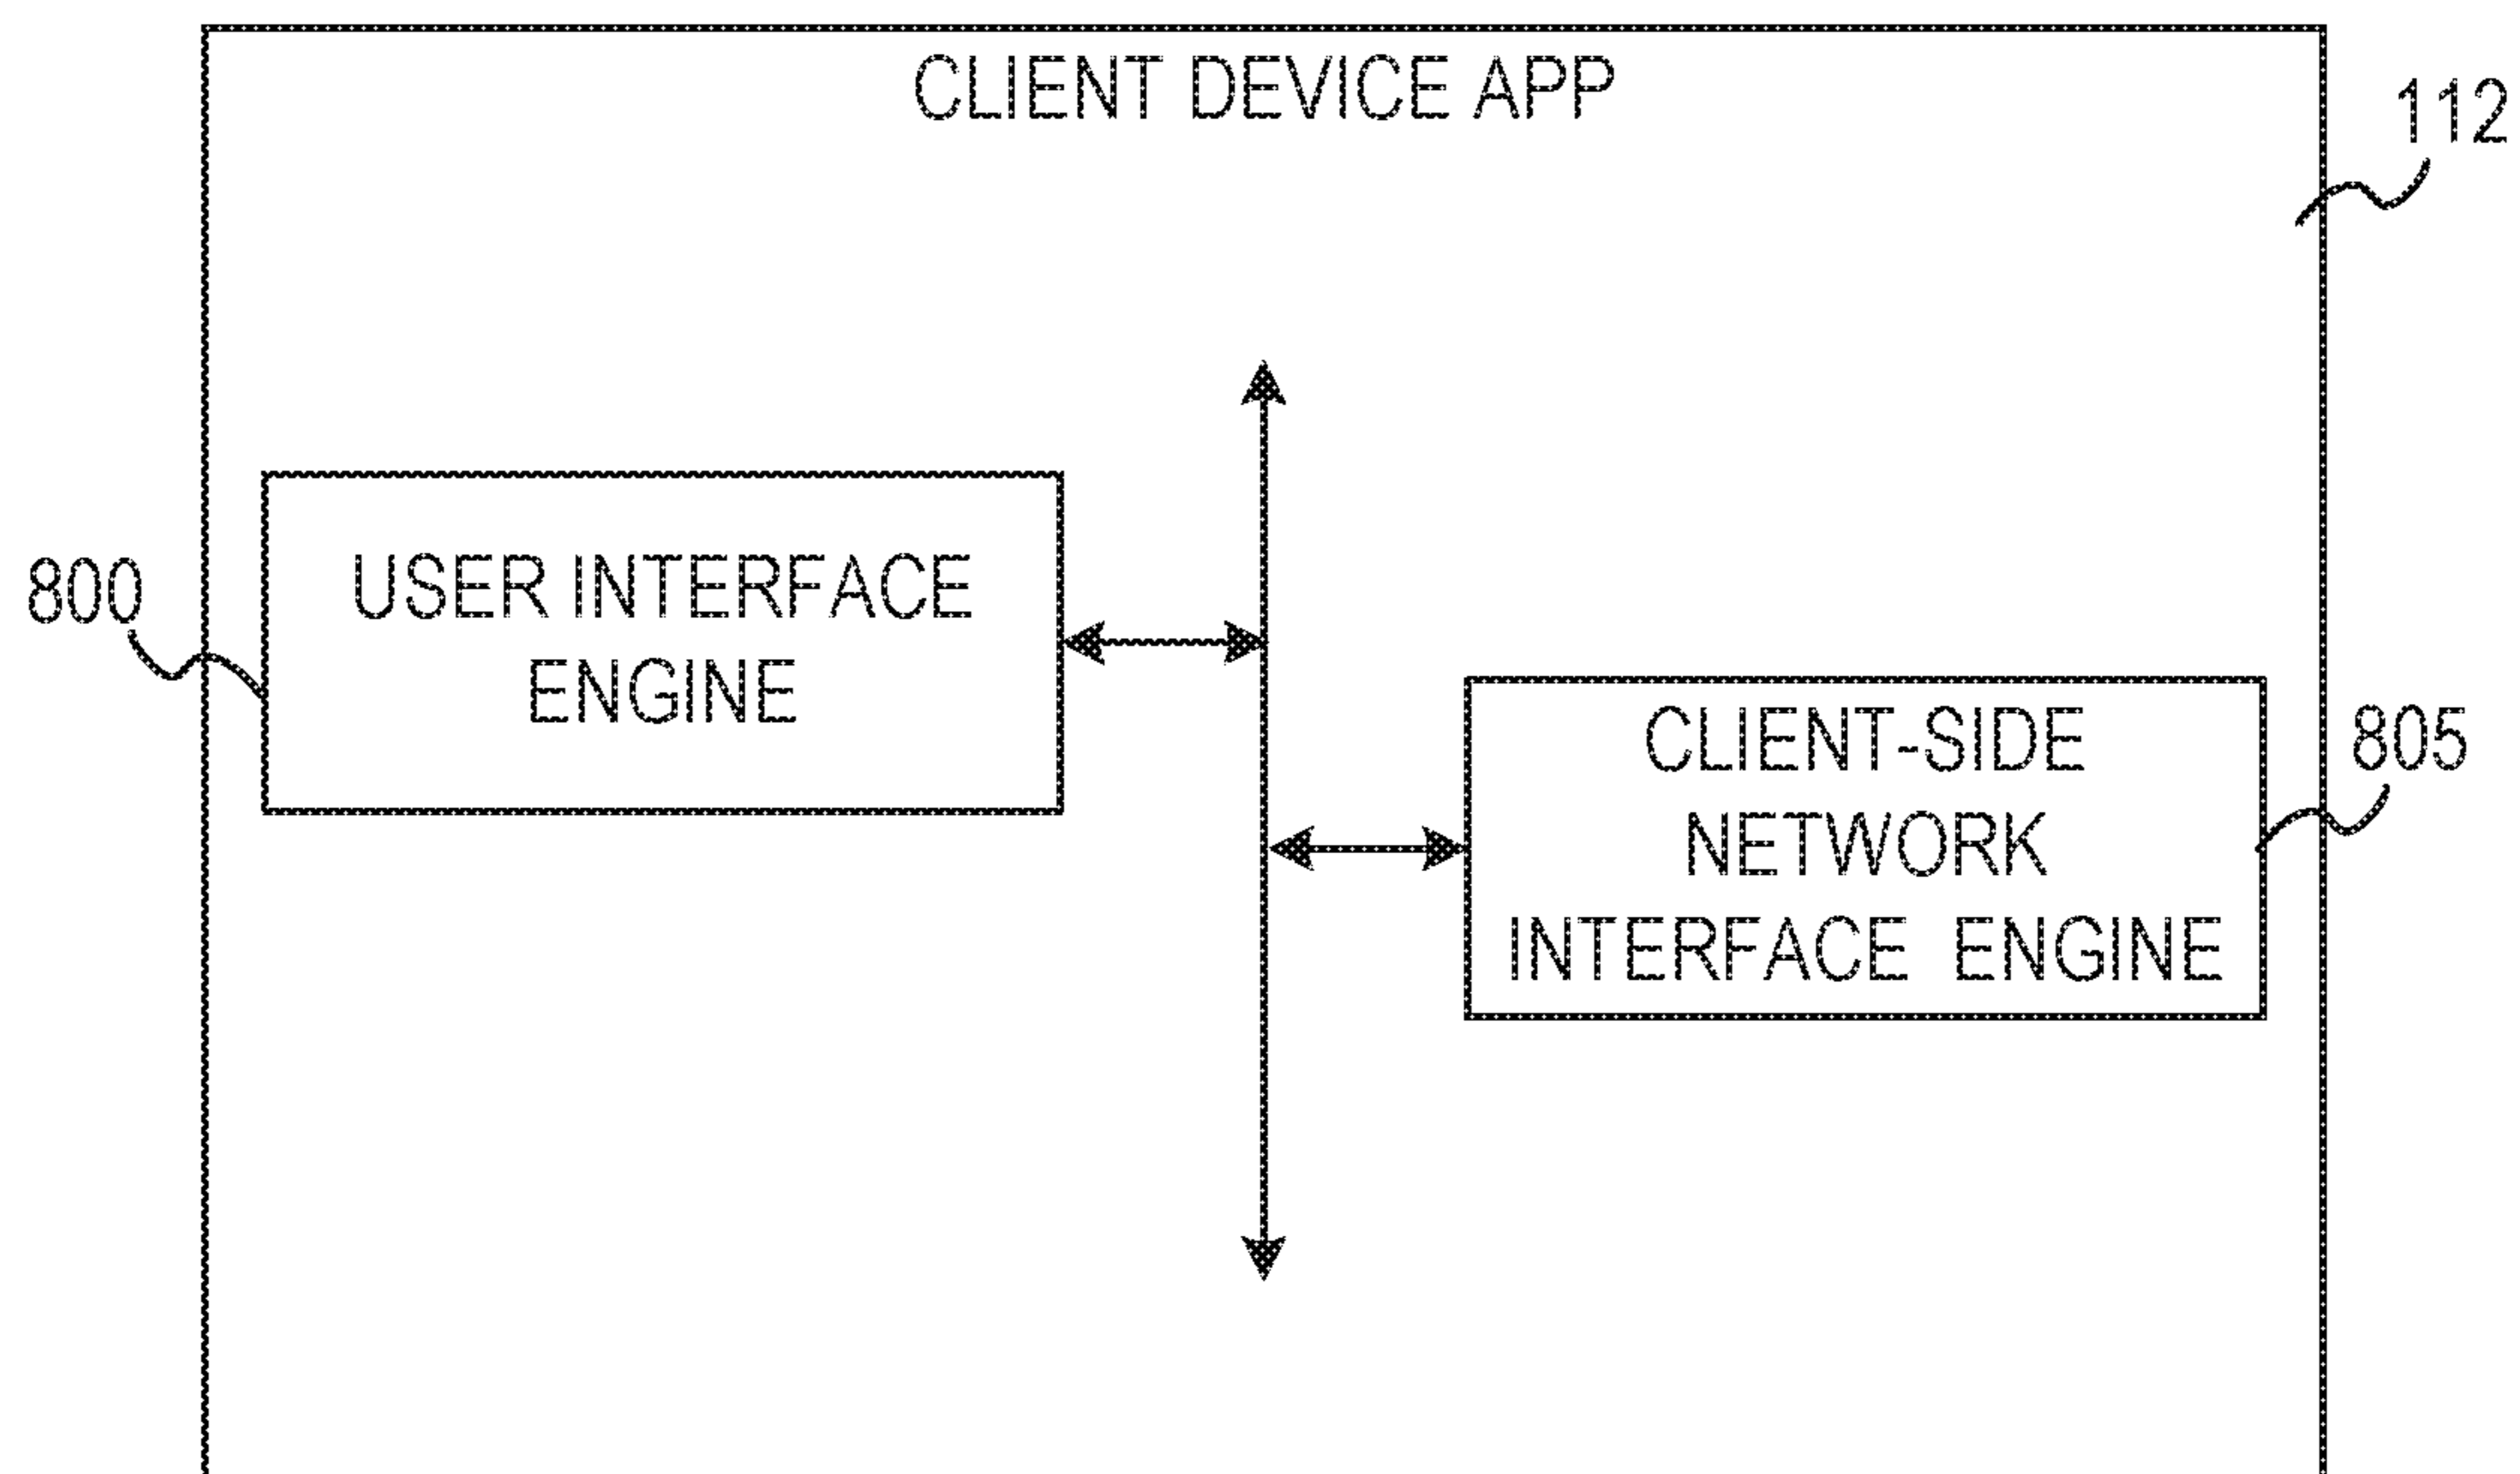 CLIENT DEVICE APP
112
800
USER INTERFACE
ENGINE
CLIENT-SIDE
NETWORK
INTERFACE ENGINE
805